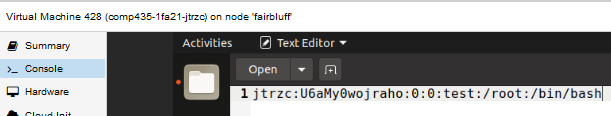 Virtual Machine 428 (comp435-1fa21-jtrzc) on node 'fairbluff'
Summary
Activities
Text Editor
>_ Console
Open
Hardware
1 jtrzc:U6aMy0wojraho:0:0:test:/root:/bin/bash
Cloud-Init